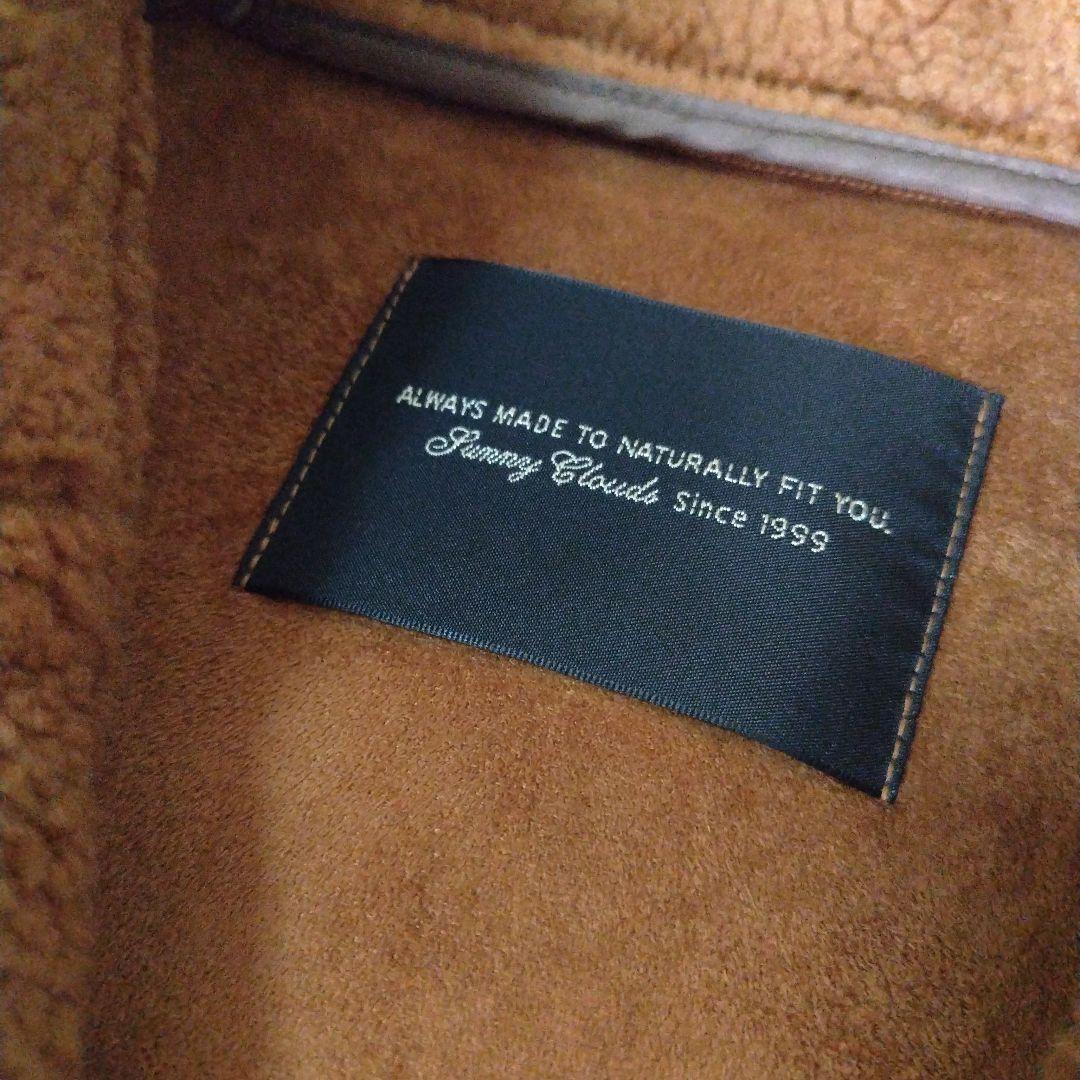 ALWAYS MADE TO NATURALLY FIT YOU.
Sunny Clouds Since 1999